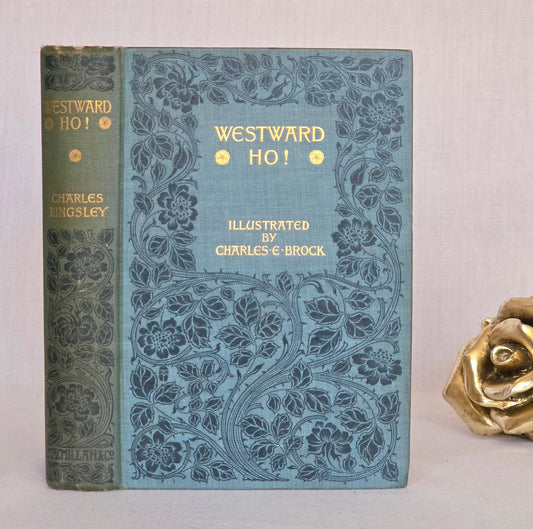 WESTWARD
HO!
CHARLES
KINGSLEY
MACMILLAN & Co
WESTWARD
HO!
ILLUSTRATED
BY
CHARLES·E·BROCK